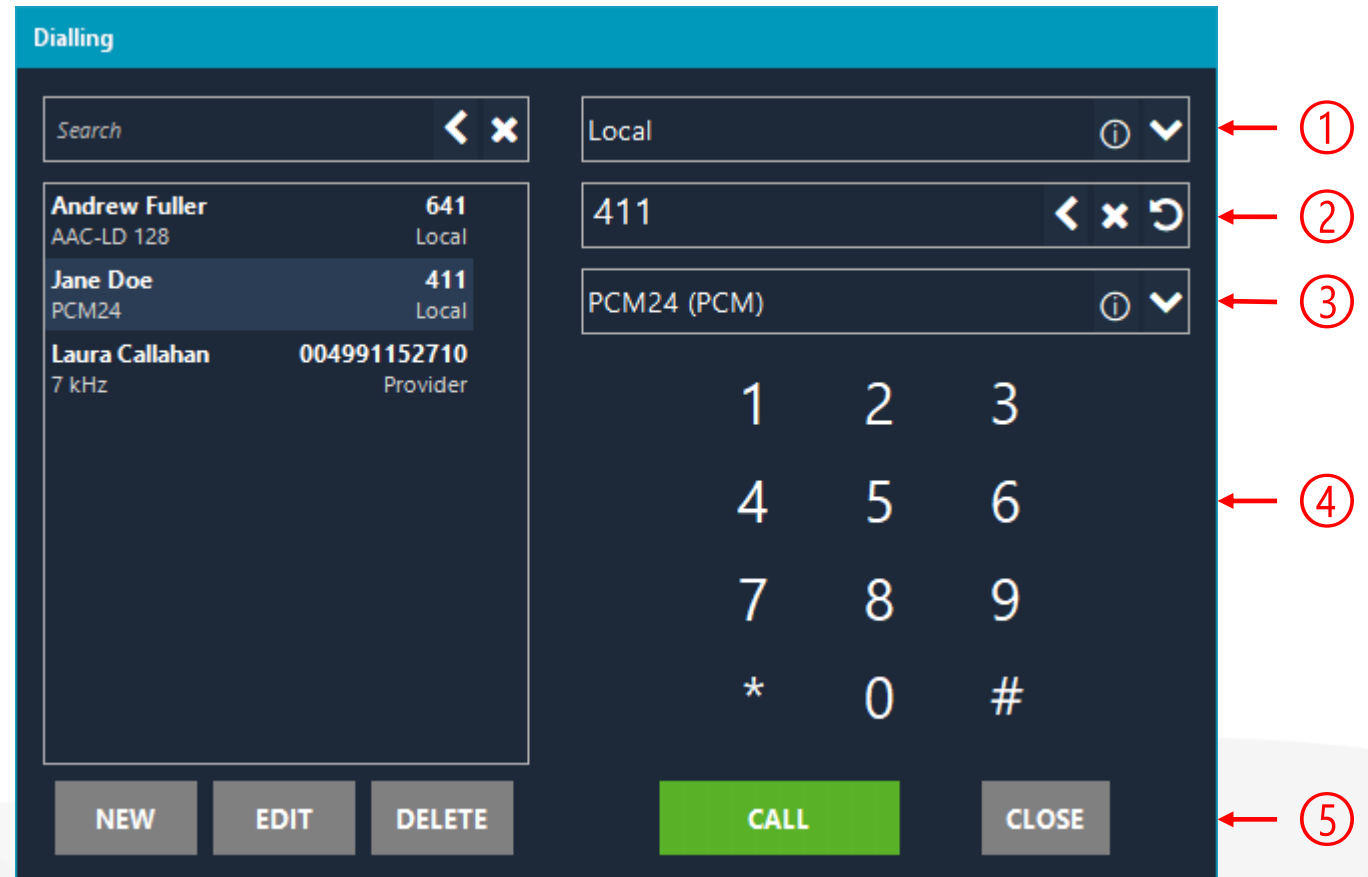 Dialling
Search
Andrew Fuller 641
AAC-LD 128 Local
Jane Doe 411
PCM24 Local
Laura Callahan 004991152710
7 kHz Provider
NEW EDIT DELETE
Local
411
PCM24 (PCM)
1 2 3
4 5 6
7 8 9
* 0 #
CALL CLOSE
1
2
3
4
5